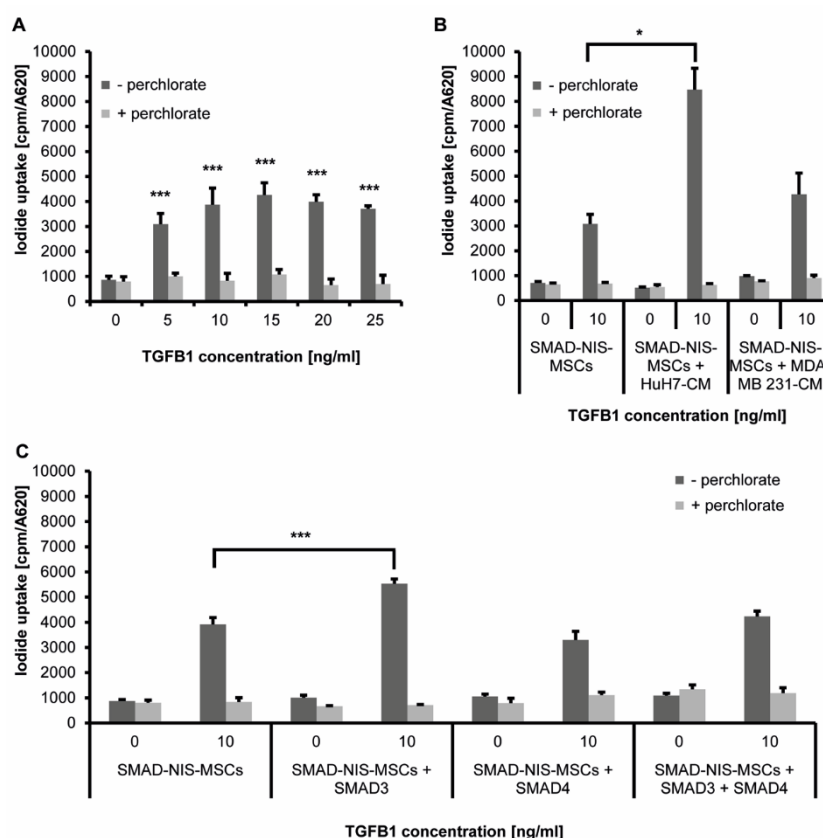 A
10000
9000
8000
7000
6000
5000
4000
3000
2000
1000
0
Iodide uptake [cpm/A620]
- perchlorate
+ perchlorate
***
***
***
***
***
0 5 10 15 20 25
TGFB1 concentration [ng/ml]
B
10000
9000
8000
7000
6000
5000
4000
3000
2000
1000
0
Iodide uptake [cpm/A620]
*
- perchlorate
+ perchlorate
0 10 0 10 0 10
SMAD-NIS-
MSCs
SMAD-NIS-
MSCs +
HuH7-CM
SMAD-NIS-
MSCs + MDA
MB 231-CM
TGFB1 concentration [ng/ml]
C
10000
9000
8000
7000
6000
5000
4000
3000
2000
1000
0
Iodide uptake [cpm/A620]
- perchlorate
+ perchlorate
***
0 10 0 10 0 10 0 10
SMAD-NIS-MSCs
SMAD-NIS-MSCs +
SMAD3
SMAD-NIS-MSCs +
SMAD4
SMAD-NIS-MSCs +
SMAD3 + SMAD4
TGFB1 concentration [ng/ml]